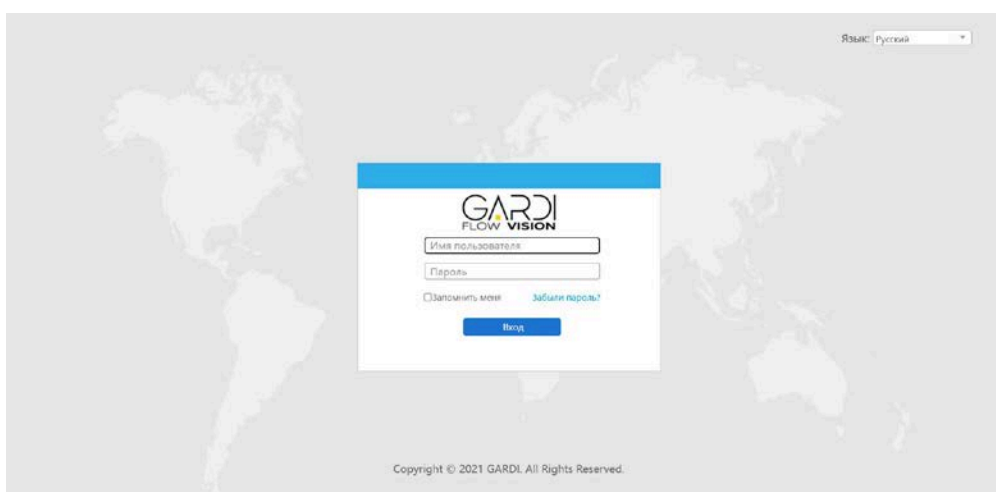 Язык: Русский
GARDI
FLOW VISION
Имя пользователя
Пароль
Запомнить меня Забыли пароль?
Вход
Copyright © 2021 GARDI. All Rights Reserved.